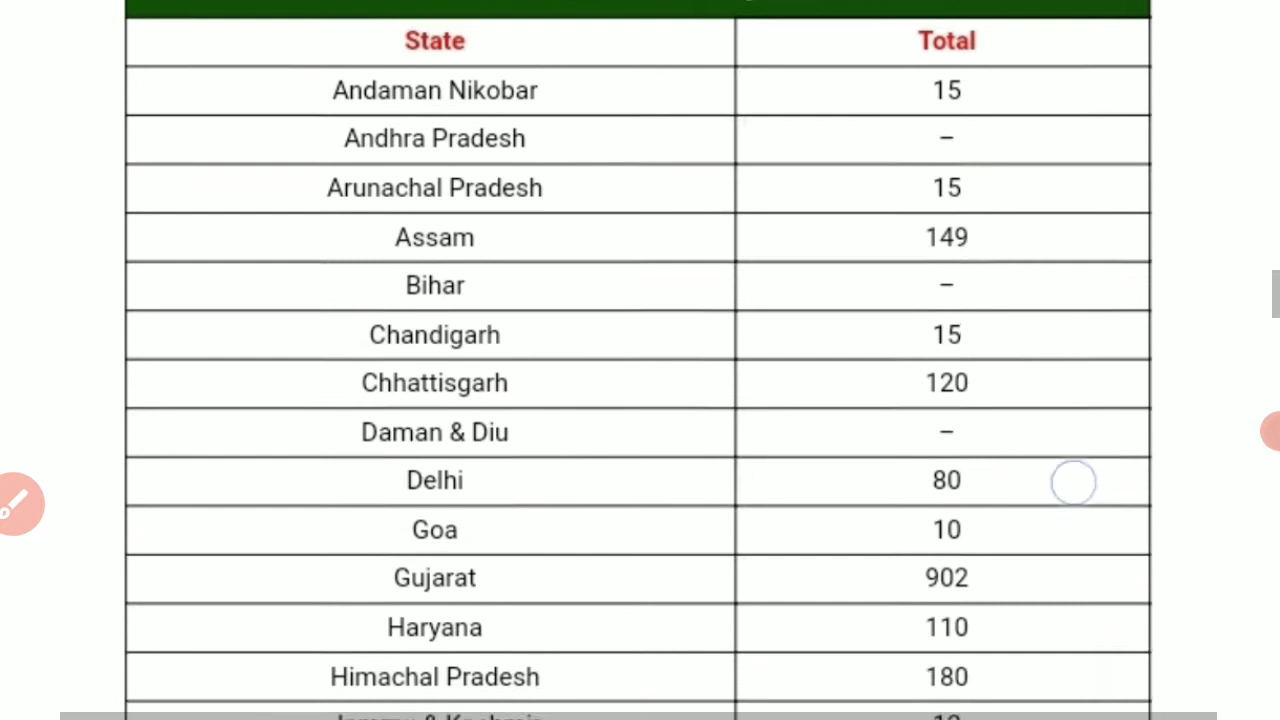 State Total
Andaman Nikobar 15
Andhra Pradesh –
Arunachal Pradesh 15
Assam 149
Bihar –
Chandigarh 15
Chhattisgarh 120
Daman & Diu –
Delhi 80
Goa 10
Gujarat 902
Haryana 110
Himachal Pradesh 180